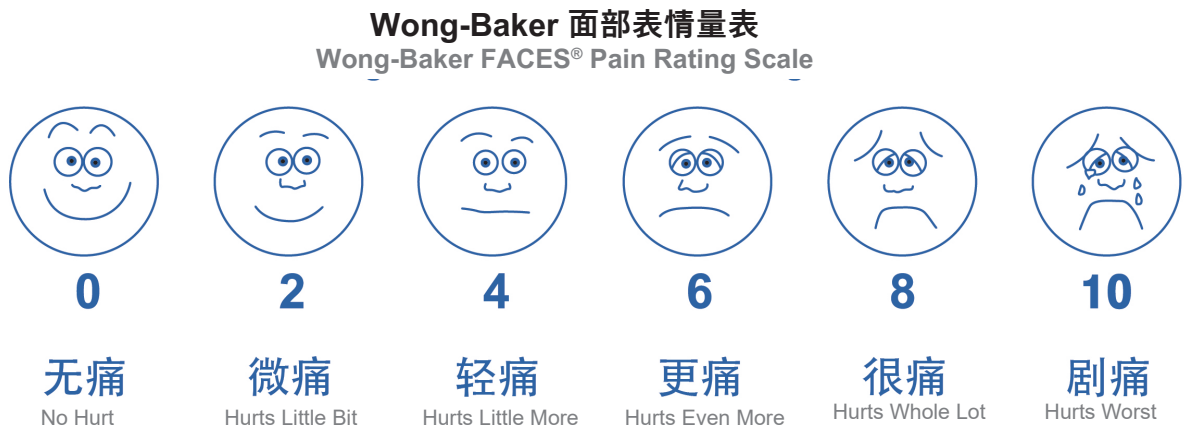 Wong-Baker 面部表情量表
Wong-Baker FACES® Pain Rating Scale
0 2 4 6 8 10
无痛 微痛 轻痛 更痛 很痛 剧痛
No Hurt Hurts Little Bit Hurts Little More Hurts Even More Hurts Whole Lot Hurts Worst